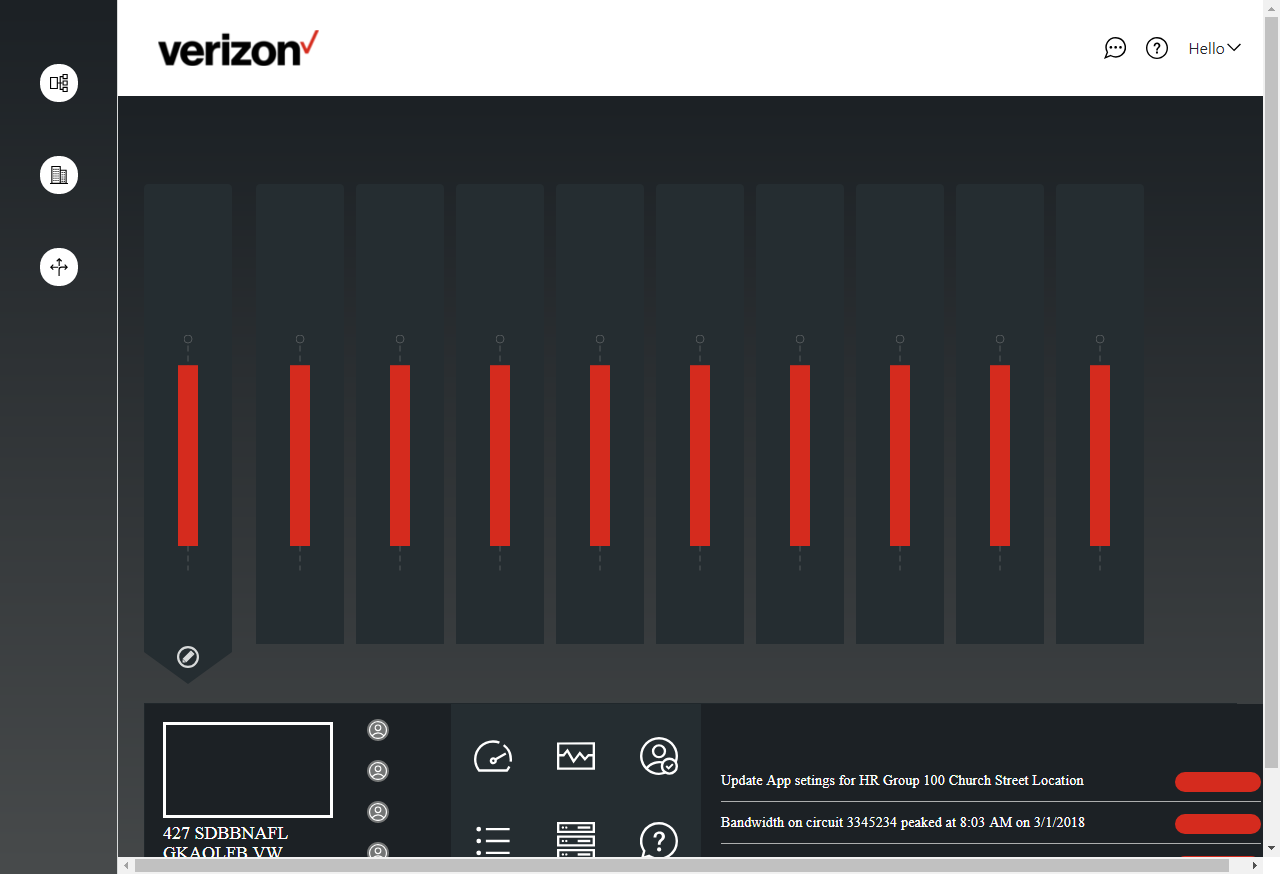 verizon
Hello
427 SDBBNAFL
GKAOLFB VW
Update App setings for HR Group 100 Church Street Location
Bandwidth on circuit 3345234 peaked at 8:03 AM on 3/1/2018